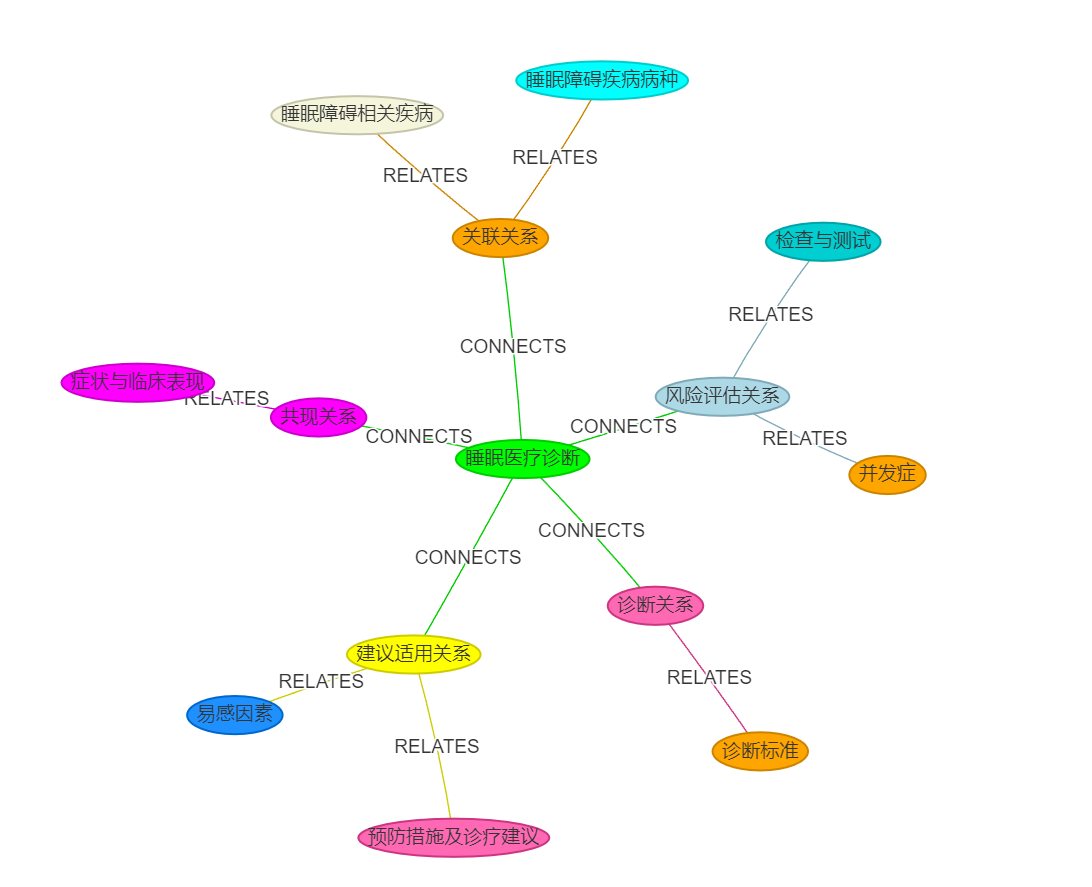 睡眠障碍疾病病种
睡眠障碍相关疾病
RELATES
RELATES
关联关系
检查与测试
RELATES
CONNECTS
症状与临床表现
RELATES
风险评估关系
共现关系
CONNECTS
CONNECTS
RELATES
睡眠医疗诊断
并发症
CONNECTS
CONNECTS
诊断关系
建议适用关系
RELATES
RELATES
易感因素
RELATES
诊断标准
预防措施及诊疗建议